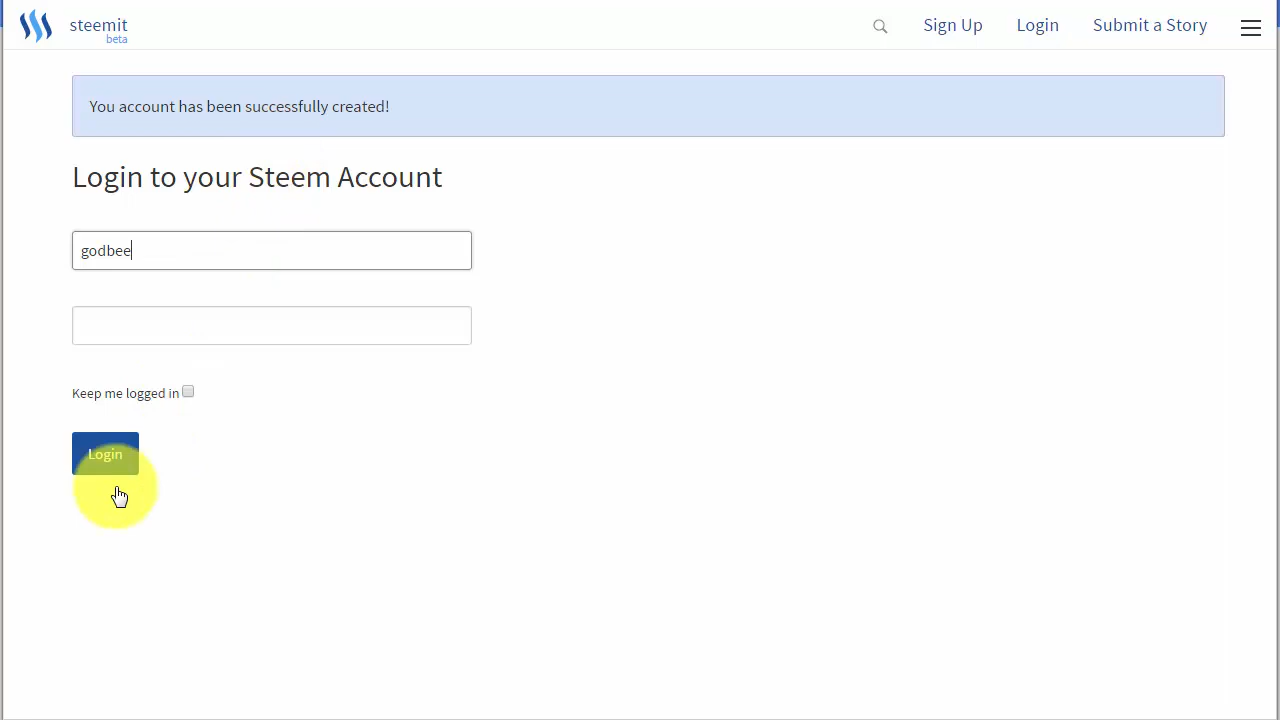 steemit
beta
Sign Up
Login
Submit a Story
You account has been successfully created!
Login to your Steem Account
godbee
Keep me logged in
Login